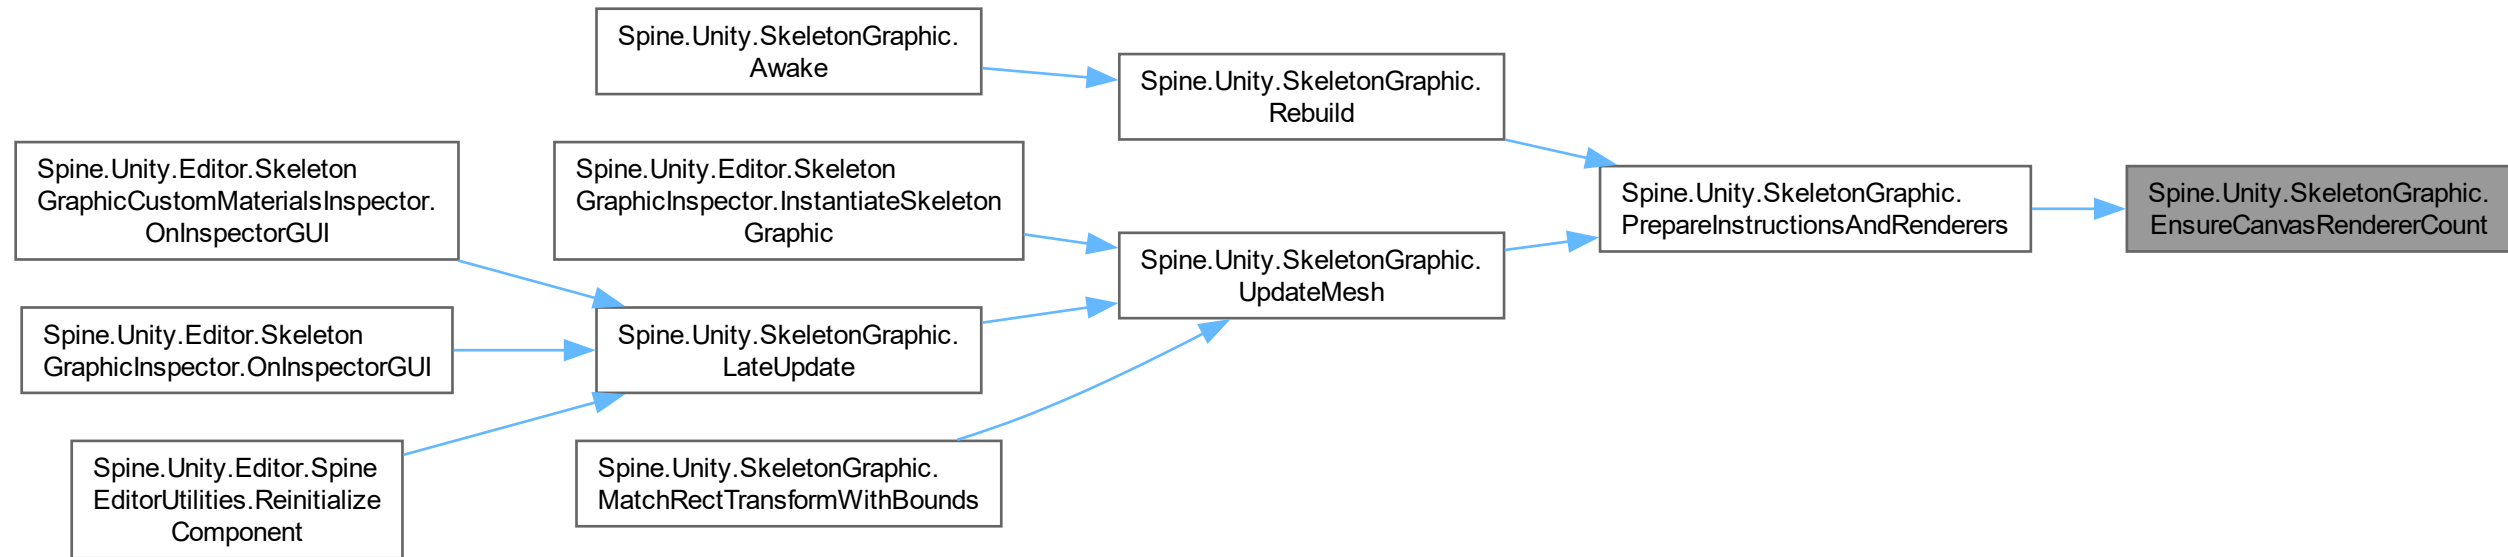 Spine.Unity.SkeletonGraphic.
Awake
Spine.Unity.SkeletonGraphic.
Rebuild
Spine.Unity.Editor.Skeleton
GraphicCustomMaterialsInspector.
OnInspectorGUI
Spine.Unity.Editor.Skeleton
GraphicInspector.InstantiateSkeleton
Graphic
Spine.Unity.SkeletonGraphic.
PrepareInstructionsAndRenderers
Spine.Unity.SkeletonGraphic.
EnsureCanvasRendererCount
Spine.Unity.SkeletonGraphic.
UpdateMesh
Spine.Unity.Editor.Skeleton
GraphicInspector.OnInspectorGUI
Spine.Unity.SkeletonGraphic.
LateUpdate
Spine.Unity.Editor.Spine
EditorUtilities.Reinitialize
Component
Spine.Unity.SkeletonGraphic.
MatchRectTransformWithBounds